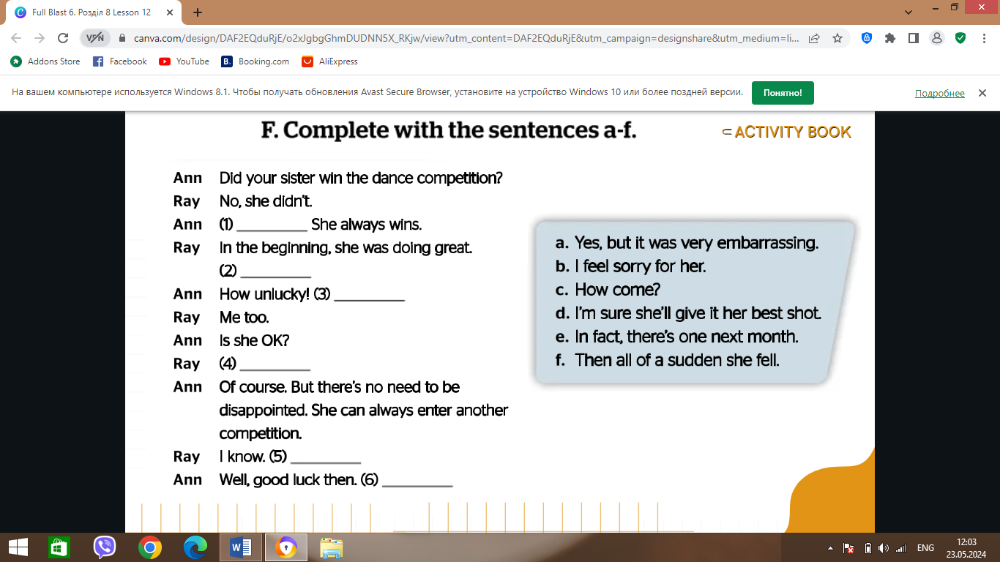 Full Blast 6. Розділ 8 Lesson 12
VPN
canva.com/design/DAF2EQduRjE/o2xJgbgGhmDUDNN5X_RKjw/view?utm_content=DAF2EQduRjE&utm_campaign=designshare&utm_medium=li...
Addons Store Facebook YouTube B. Booking.com AliExpress
На вашем компьютере используется Windows 8.1. Чтобы получать обновления Avast Secure Browser, установите на устройство Windows 10 или более поздней версии. Понятно! Подробнее
F. Complete with the sentences a-f.
ACTIVITY BOOK
Ann Did your sister win the dance competition?
Ray No, she didn't.
Ann (1) __________ She always wins.
Ray In the beginning, she was doing great.
(2) __________
Ann How unlucky! (3) __________
Ray Me too.
Ann Is she OK?
Ray (4) __________
Ann Of course. But there's no need to be
disappointed. She can always enter another
competition.
Ray I know. (5) __________
Ann Well, good luck then. (6) __________
a. Yes, but it was very embarrassing.
b. I feel sorry for her.
c. How come?
d. I'm sure she'll give it her best shot.
e. In fact, there's one next month.
f. Then all of a sudden she fell.
ENG
12:03
23.05.2024